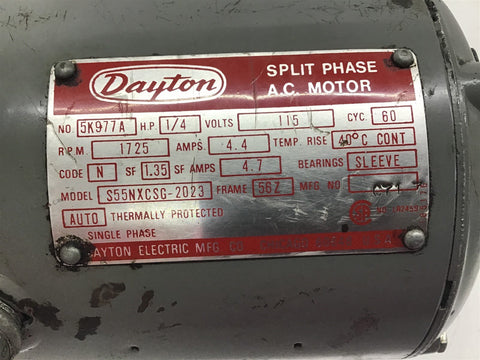 Dayton
SPLIT PHASE
A.C. MOTOR
NO 5K977A H.P. 1/4 VOLTS 115 CYC. 60
R.P.M. 1725 AMPS. 4.4 TEMP. RISE 40°C CONT
CODE N SF 1.35 SF AMPS 4.7 BEARINGS SLEEVE
MODEL S55NXCSG-2023 FRAME 56Z MFG. NO
AUTO THERMALLY PROTECTED
SINGLE PHASE
DAYTON ELECTRIC MFG. CO.